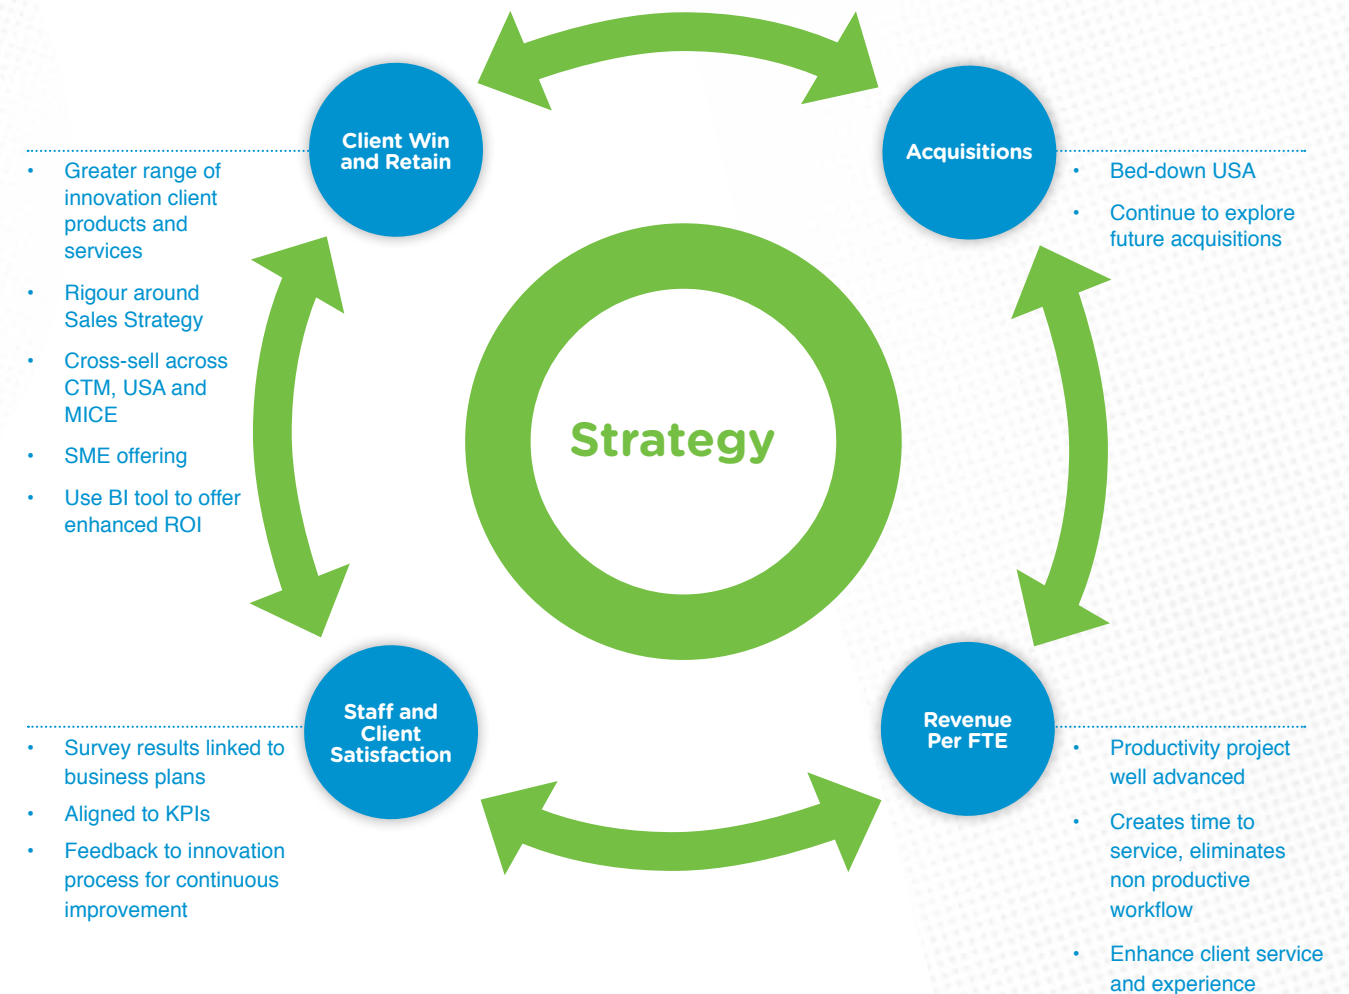 Client Win
and Retain
• Greater range of
innovation client
products and
services
• Rigour around
Sales Strategy
• Cross-sell across
CTM, USA and
MICE
• SME offering
• Use BI tool to offer
enhanced ROI
Acquisitions
• Bed-down USA
• Continue to explore
future acquisitions
Strategy
Staff and
Client
Satisfaction
• Survey results linked to
business plans
• Aligned to KPIs
• Feedback to innovation
process for continuous
improvement
Revenue
Per FTE
• Productivity project
well advanced
• Creates time to
service, eliminates
non productive
workflow
• Enhance client service
and experience